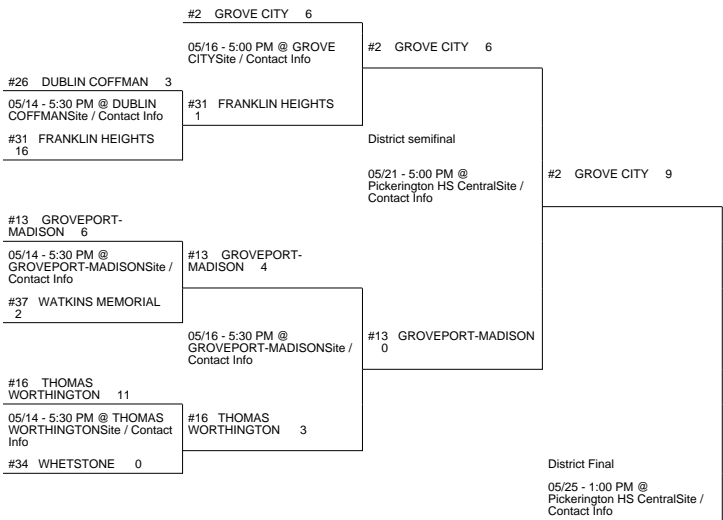 #2 GROVE CITY 6
05/16 - 5:00 PM @ GROVE
CITYSite / Contact Info
#2 GROVE CITY 6
#26 DUBLIN COFFMAN 3
05/14 - 5:30 PM @ DUBLIN
COFFMANSite / Contact Info
#31 FRANKLIN HEIGHTS
1
#31 FRANKLIN HEIGHTS
16
District semifinal
05/21 - 5:00 PM @
Pickerington HS CentralSite /
Contact Info
#2 GROVE CITY 9
#13 GROVEPORT-
MADISON 6
05/14 - 5:30 PM @
GROVEPORT-MADISONSite /
Contact Info
#13 GROVEPORT-
MADISON 4
#37 WATKINS MEMORIAL
2
05/16 - 5:30 PM @
GROVEPORT-MADISONSite /
Contact Info
#13 GROVEPORT-MADISON
0
#16 THOMAS
WORTHINGTON 11
05/14 - 5:30 PM @ THOMAS
WORTHINGTONSite / Contact
Info
#16 THOMAS
WORTHINGTON 3
#34 WHETSTONE 0
District Final
05/25 - 1:00 PM @
Pickerington HS CentralSite /
Contact Info